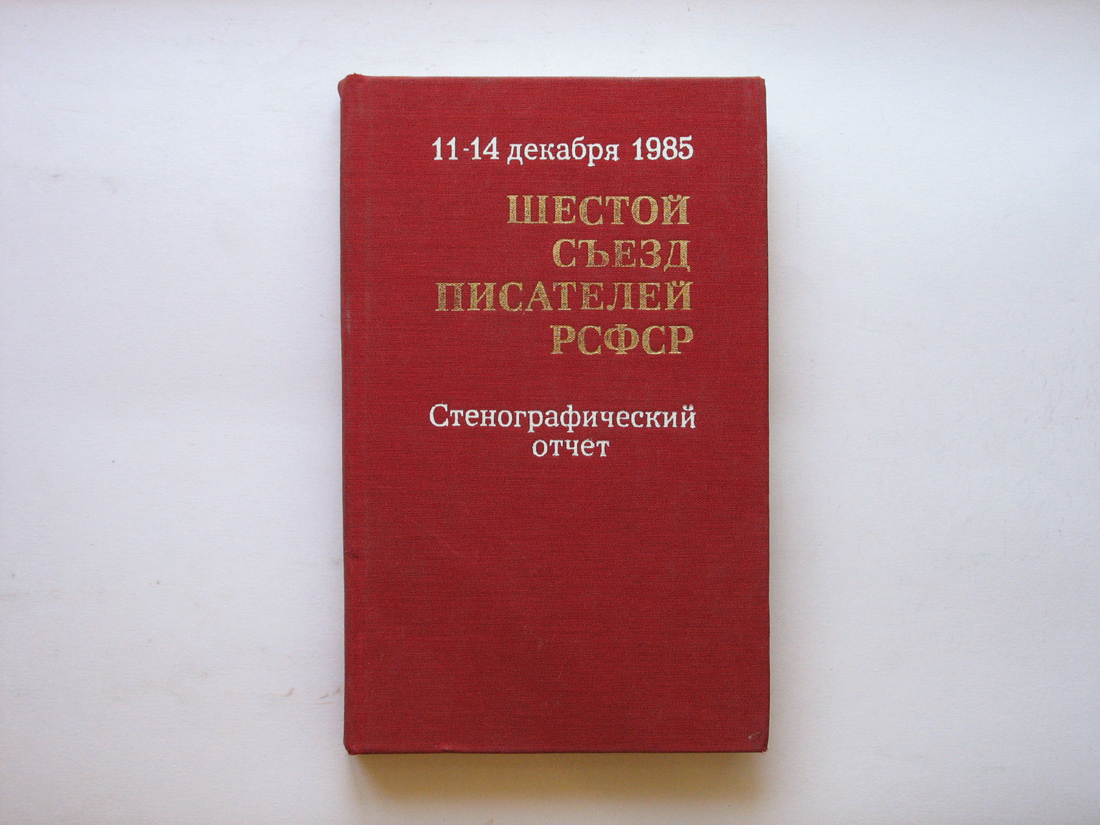 11-14 декабря 1985
ШЕСТОЙ
СЪЕЗД
ПИСАТЕЛЕЙ
РСФСР
Стенографический
отчет